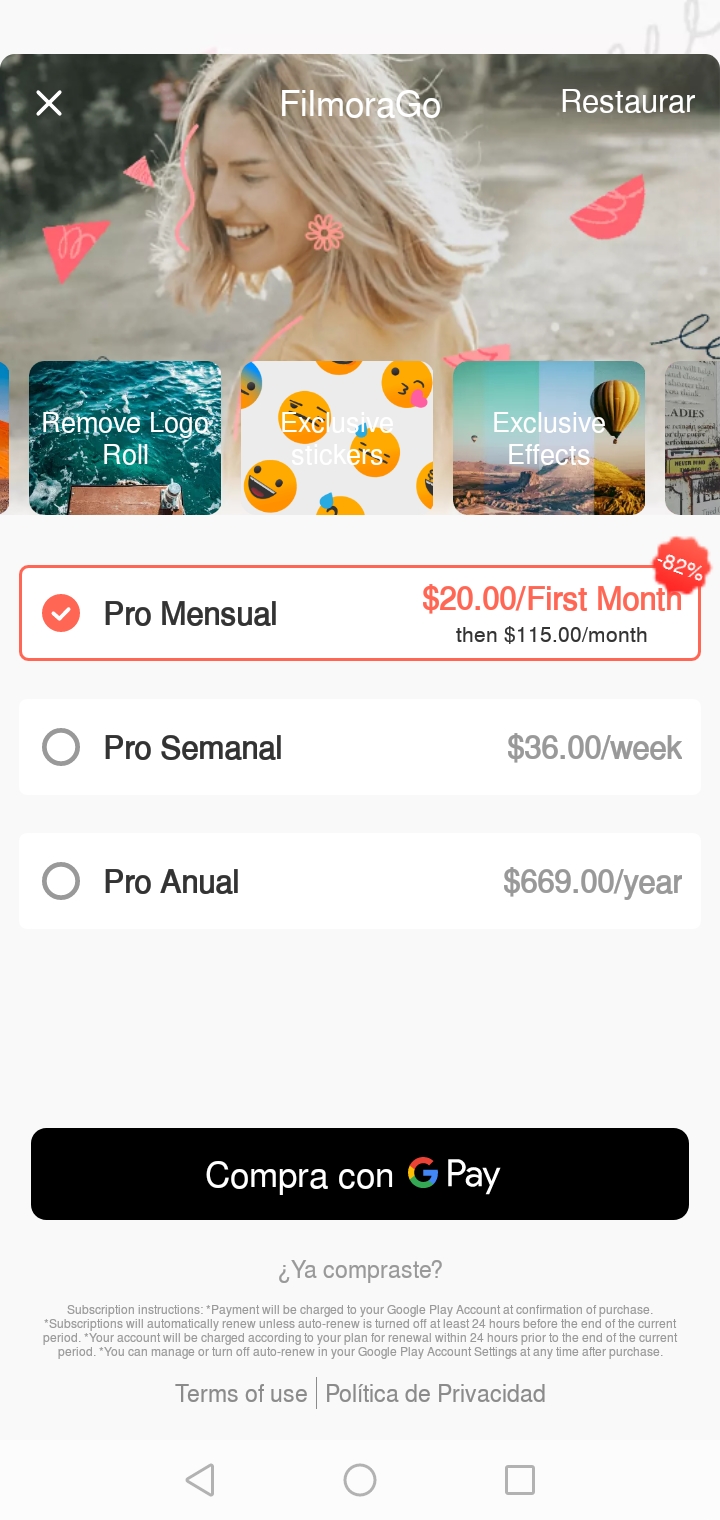 FilmoraGo
Restaurar
Remove Logo
Roll
Exclusive
stickers
Exclusive
Effects
LADIES
-82%
Pro Mensual
$20.00/First Month
then $115.00/month
Pro Semanal
$36.00/week
Pro Anual
$669.00/year
Compra con G Pay
¿Ya compraste?
Subscription instructions: *Payment will be charged to your Google Play Account at confirmation of purchase.
*Subscriptions will automatically renew unless auto-renew is turned off at least 24 hours before the end of the current
period. *Your account will be charged according to your plan for renewal within 24 hours prior to the end of the current
period. *You can manage or turn off auto-renew in your Google Play Account Settings at any time after purchase.
Terms of use
Política de Privacidad